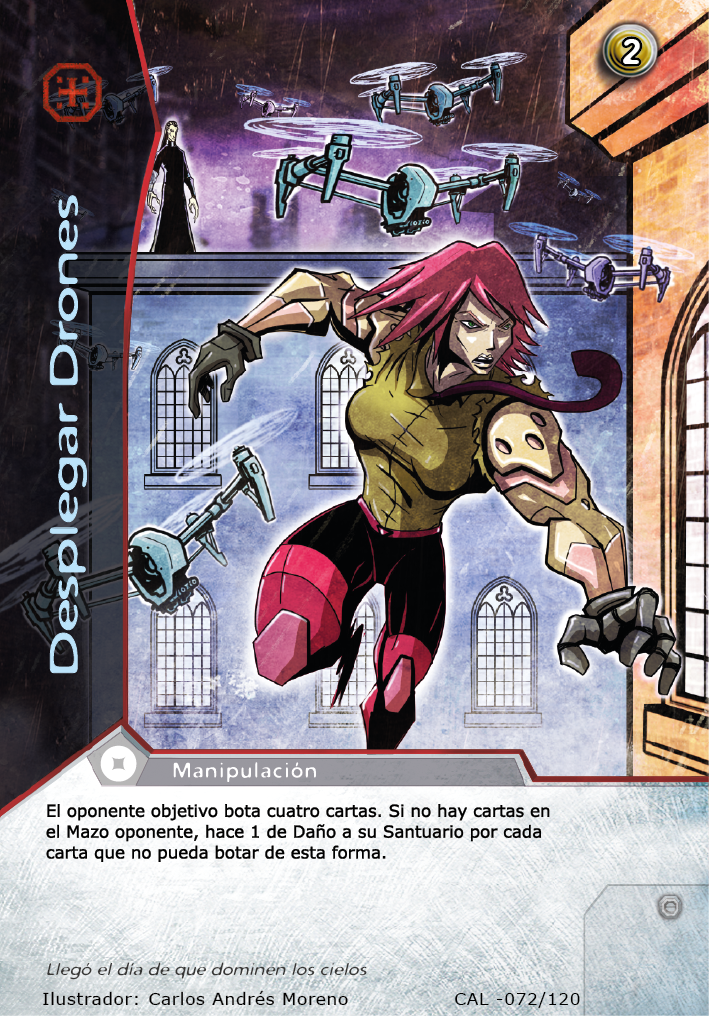 2
Desplegar Drones
Manipulación
El oponente objetivo bota cuatro cartas. Si no hay cartas en
el Mazo oponente, hace 1 de Daño a su Santuario por cada
carta que no pueda botar de esta forma.
Llegó el día de que dominen los cielos
Ilustrador: Carlos Andrés Moreno
CAL -072/120